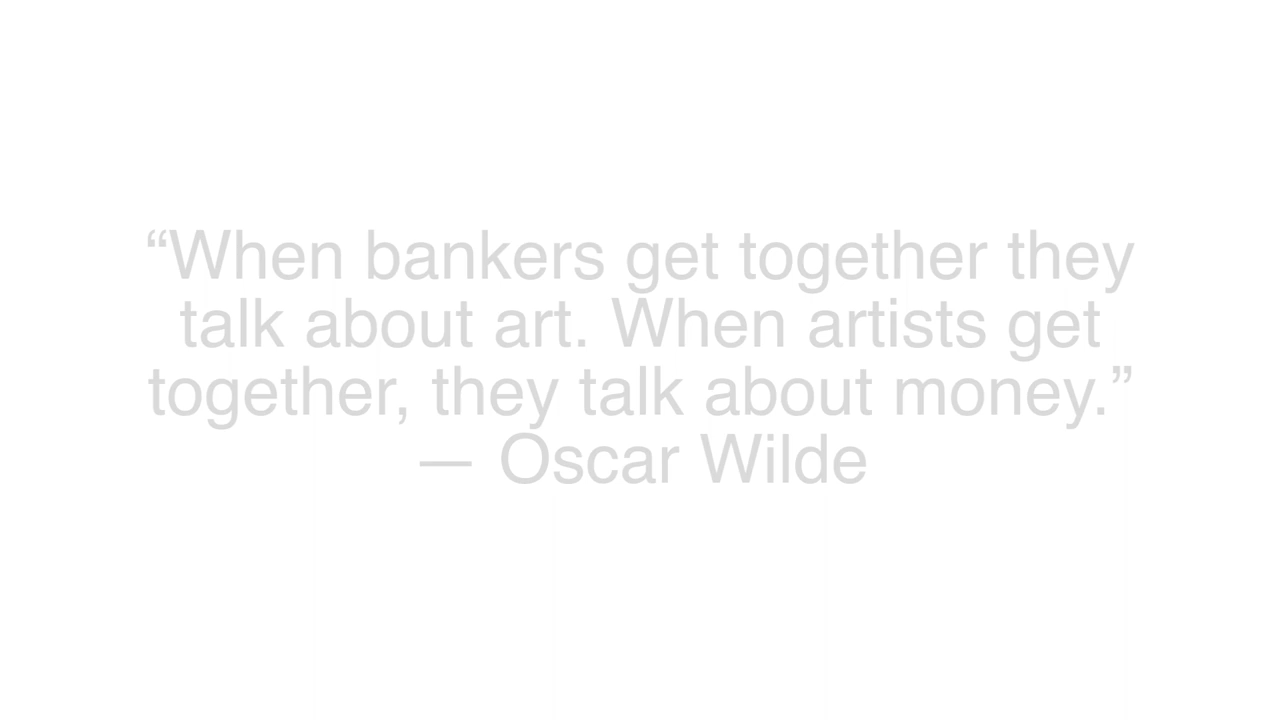 “When bankers get together they
talk about art. When artists get
together, they talk about money.”
— Oscar Wilde